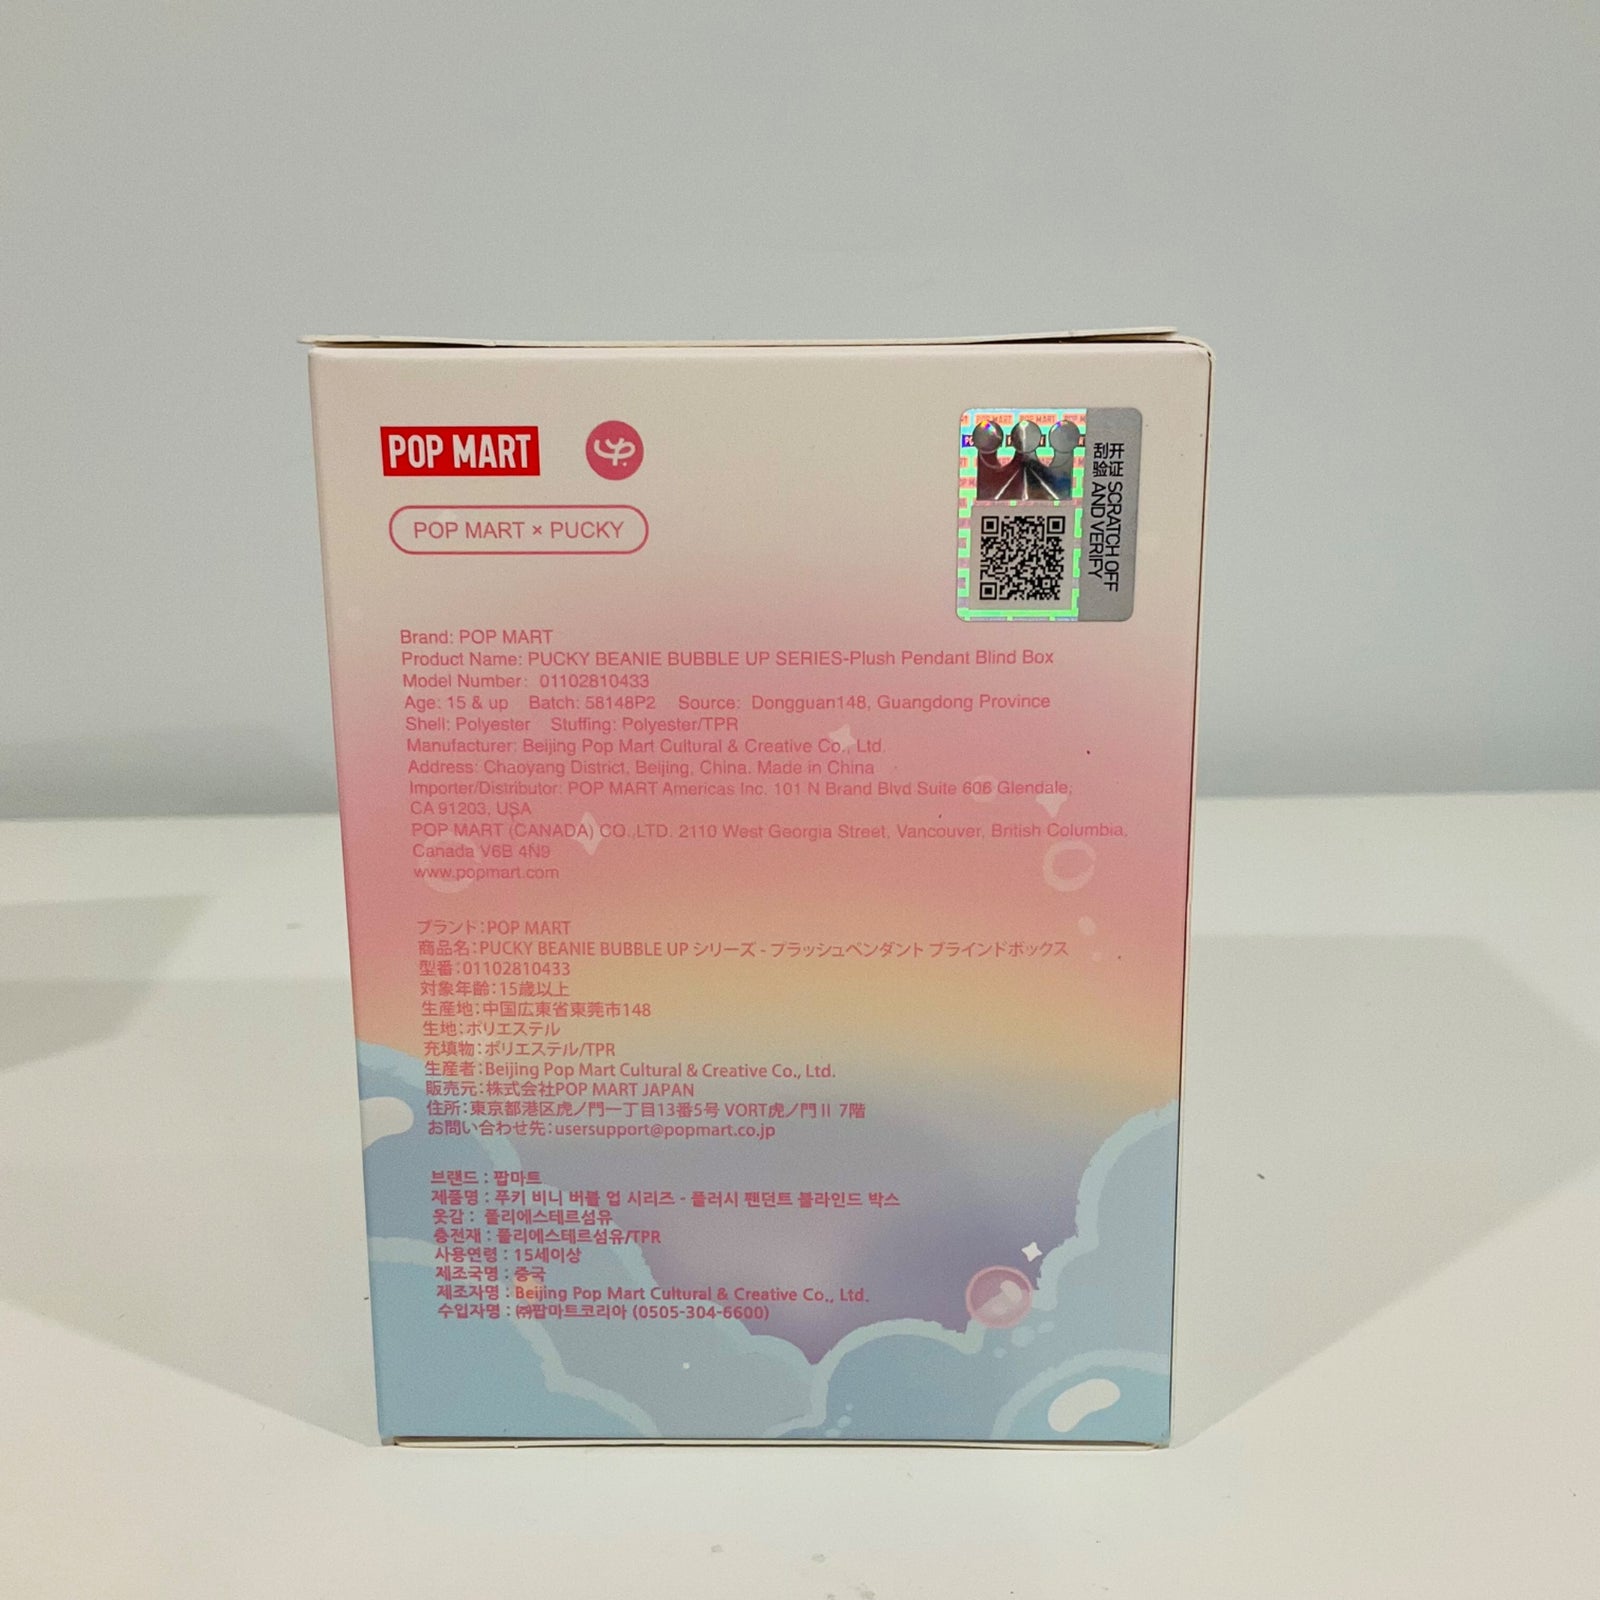 POP MART
POP MART × PUCKY
开证 SCRATCH OFF
刮验 AND VERIFY
Brand: POP MART
Product Name: PUCKY BEANIE BUBBLE UP SERIES-Plush Pendant Blind Box
Model Number: 01102810433
Age: 15 & up Batch: 58148P2 Source: Dongguan148, Guangdong Province
Shell: Polyester Stuffing: Polyester/TPR
Manufacturer: Beijing Pop Mart Cultural & Creative Co., Ltd.
Address: Chaoyang District, Beijing, China. Made in China
Importer/Distributor: POP MART Americas Inc. 101 N Brand Blvd Suite 606 Glendale,
CA 91203, USA
POP MART (CANADA) CO.,LTD. 2110 West Georgia Street, Vancouver, British Columbia,
Canada V6B 4N9
www.popmart.com
ブランド:POP MART
商品名:PUCKY BEANIE BUBBLE UP シリーズ - プラッシュペンダント ブラインドボックス
型番:01102810433
対象年齢:15歳以上
生産地:中国広東省東莞市148
生地:ポリエステル
充填物:ポリエステル/TPR
生産者:Beijing Pop Mart Cultural & Creative Co., Ltd.
販売元:株式会社POP MART JAPAN
住所:東京都港区虎ノ門一丁目13番5号 VORT虎ノ門Ⅱ 7階
お問い合わせ先:usersupport@popmart.co.jp
브랜드 : 팝마트
제품명 : 푸키 비니 버블 업 시리즈 - 플러시 펜던트 블라인드 박스
옷감 : 폴리에스테르섬유
충전재 : 폴리에스테르섬유/TPR
사용연령 : 15세이상
제조국명 : 중국
제조자명 : Beijing Pop Mart Cultural & Creative Co., Ltd.
수입자명 : ㈜팝마트코리아 (0505-304-6600)